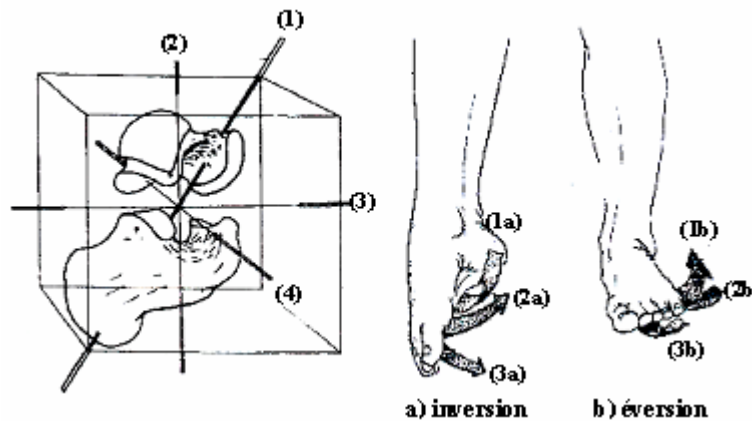 (1)
(2)
(3)
(4)
(1a)
(2a)
(3a)
a) inversion
(1b)
(2b
(3b)
b) éversion